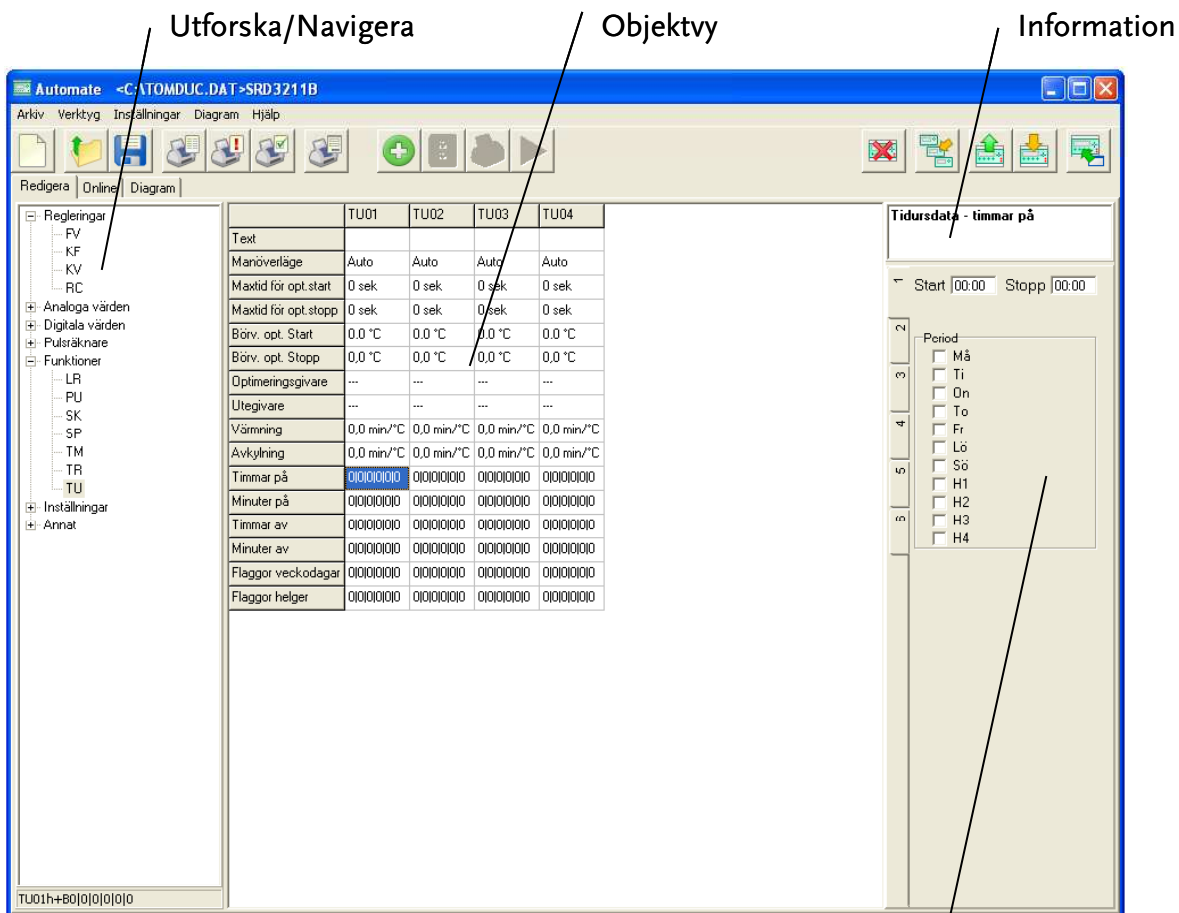 Utforska/Navigera Objektvy Information
Automate <C:\TOMDUC.DAT>SRD3211B
Arkiv Verktyg Inställningar Diagram Hjälp
Redigera Online Diagram
Regleringar
FV
KF
KV
RC
Analoga värden
Digitala värden
Pulsräknare
Funktioner
LR
PU
SK
SP
TM
TR
TU
Inställningar
Annat
TU01h+B0|0|0|0|0|0
TU01 TU02 TU03 TU04
Text
Manöverläge Auto Auto Auto Auto
Maxtid för opt.start 0 sek 0 sek 0 sek 0 sek
Maxtid för opt.stopp 0 sek 0 sek 0 sek 0 sek
Börv. opt. Start 0.0 °C 0.0 °C 0.0 °C 0.0 °C
Börv. opt. Stopp 0,0 °C 0,0 °C 0,0 °C 0,0 °C
Optimeringsgivare --- --- --- ---
Utegivare --- --- --- ---
Värmning 0,0 min/°C 0,0 min/°C 0,0 min/°C 0,0 min/°C
Avkylning 0,0 min/°C 0,0 min/°C 0,0 min/°C 0,0 min/°C
Timmar på 0|0|0|0|0|0 0|0|0|0|0|0 0|0|0|0|0|0 0|0|0|0|0|0
Minuter på 0|0|0|0|0|0 0|0|0|0|0|0 0|0|0|0|0|0 0|0|0|0|0|0
Timmar av 0|0|0|0|0|0 0|0|0|0|0|0 0|0|0|0|0|0 0|0|0|0|0|0
Minuter av 0|0|0|0|0|0 0|0|0|0|0|0 0|0|0|0|0|0 0|0|0|0|0|0
Flaggor veckodagar 0|0|0|0|0|0 0|0|0|0|0|0 0|0|0|0|0|0 0|0|0|0|0|0
Flaggor helger 0|0|0|0|0|0 0|0|0|0|0|0 0|0|0|0|0|0 0|0|0|0|0|0
Tidursdata - timmar på
1
2
3
4
5
6
Start 00:00 Stopp 00:00
Period
Må
Ti
On
To
Fr
Lö
Sö
H1
H2
H3
H4